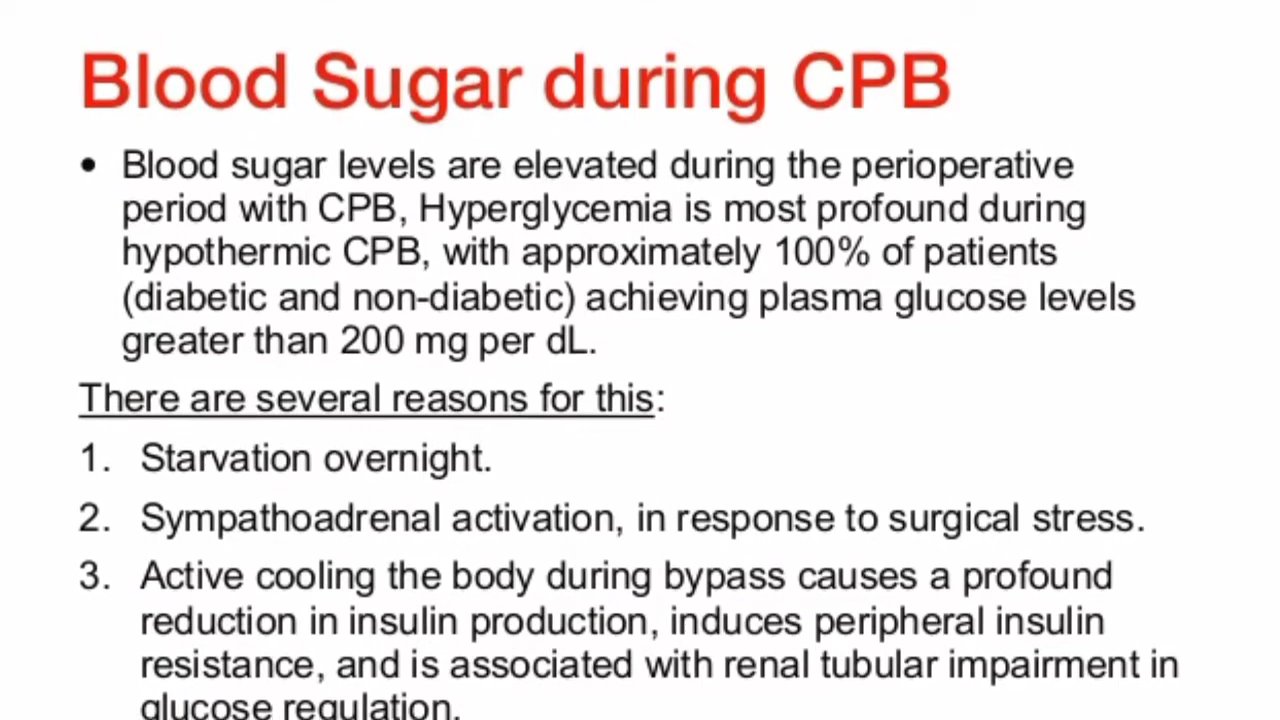 Blood Sugar during CPB
• Blood sugar levels are elevated during the perioperative
period with CPB, Hyperglycemia is most profound during
hypothermic CPB, with approximately 100% of patients
(diabetic and non-diabetic) achieving plasma glucose levels
greater than 200 mg per dL.
There are several reasons for this:
1. Starvation overnight.
2. Sympathoadrenal activation, in response to surgical stress.
3. Active cooling the body during bypass causes a profound
reduction in insulin production, induces peripheral insulin
resistance, and is associated with renal tubular impairment in
glucose regulation.